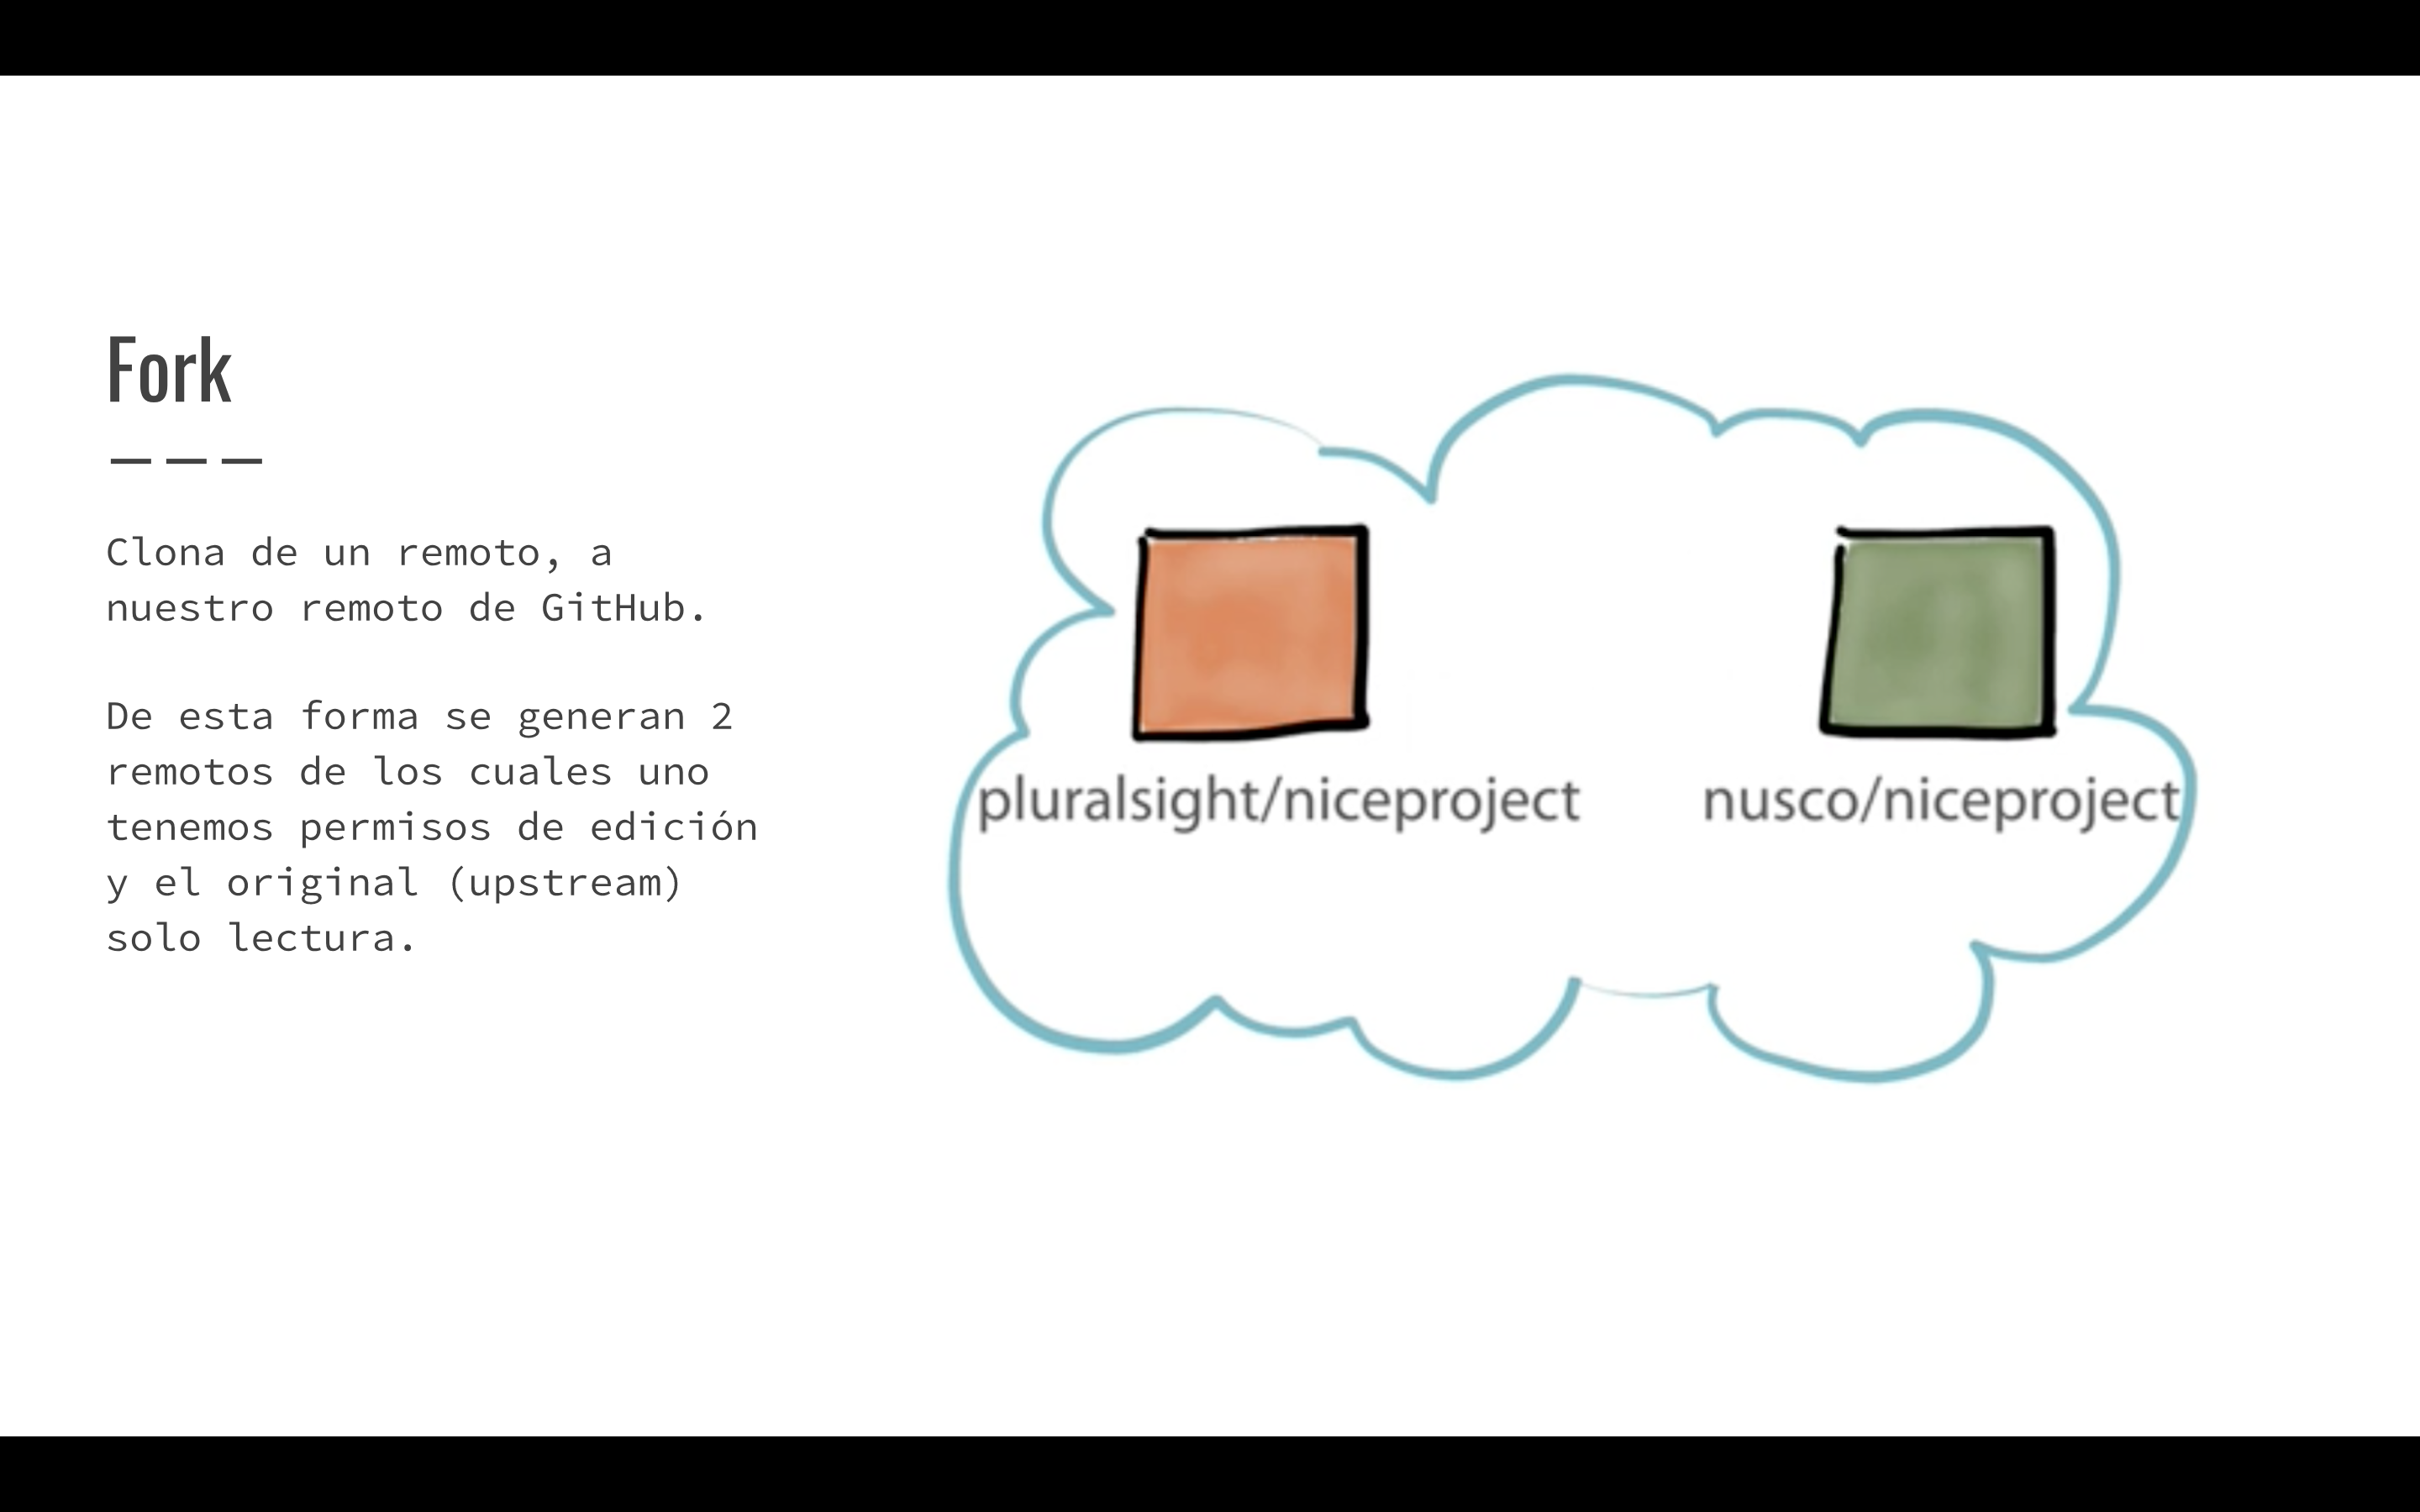 Fork
Clona de un remoto, a
nuestro remoto de GitHub.
De esta forma se generan 2
remotos de los cuales uno
tenemos permisos de edición
y el original (upstream)
solo lectura.
pluralsight/niceproject
nusco/niceproject